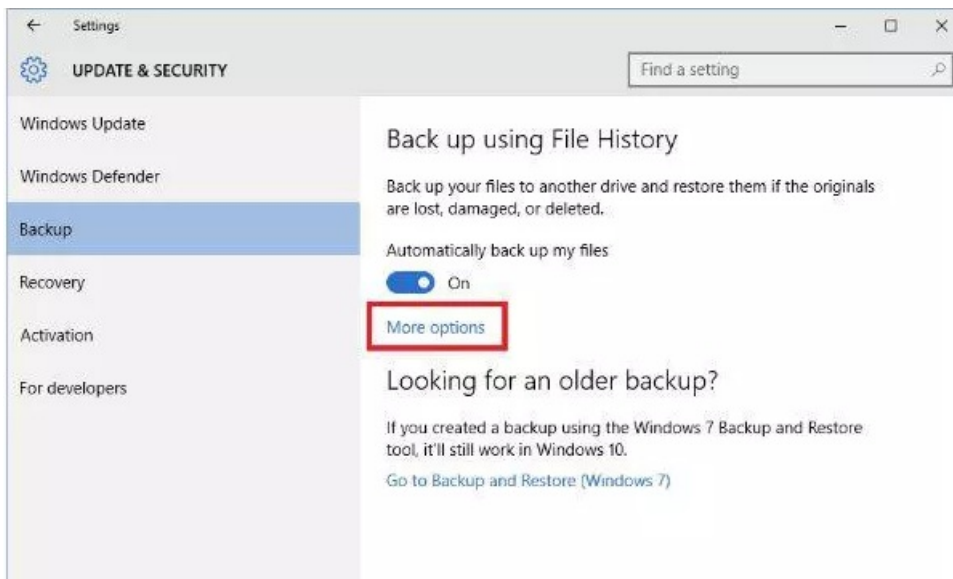 Settings
UPDATE & SECURITY
Find a setting
Windows Update
Windows Defender
Backup
Recovery
Activation
For developers
Back up using File History
Back up your files to another drive and restore them if the originals
are lost, damaged, or deleted.
Automatically back up my files
On
More options
Looking for an older backup?
If you created a backup using the Windows 7 Backup and Restore
tool, it'll still work in Windows 10.
Go to Backup and Restore (Windows 7)